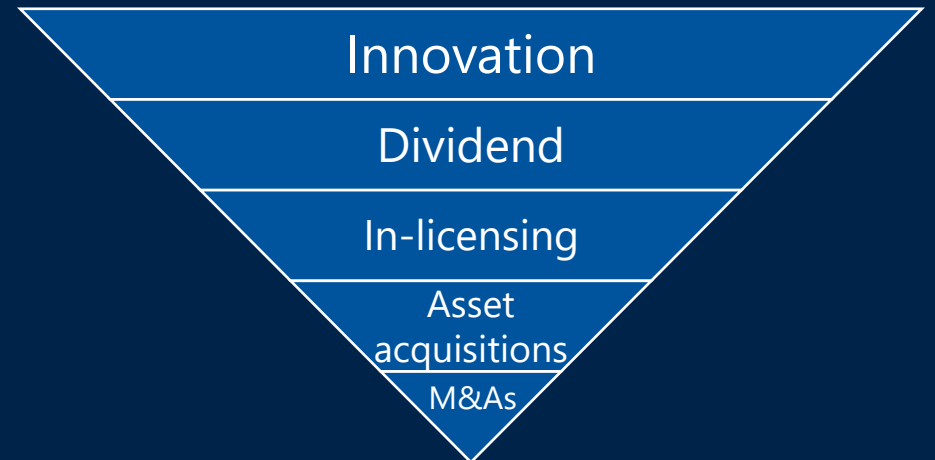 Innovation
Dividend
In-licensing
Asset
acquisitions
M&As